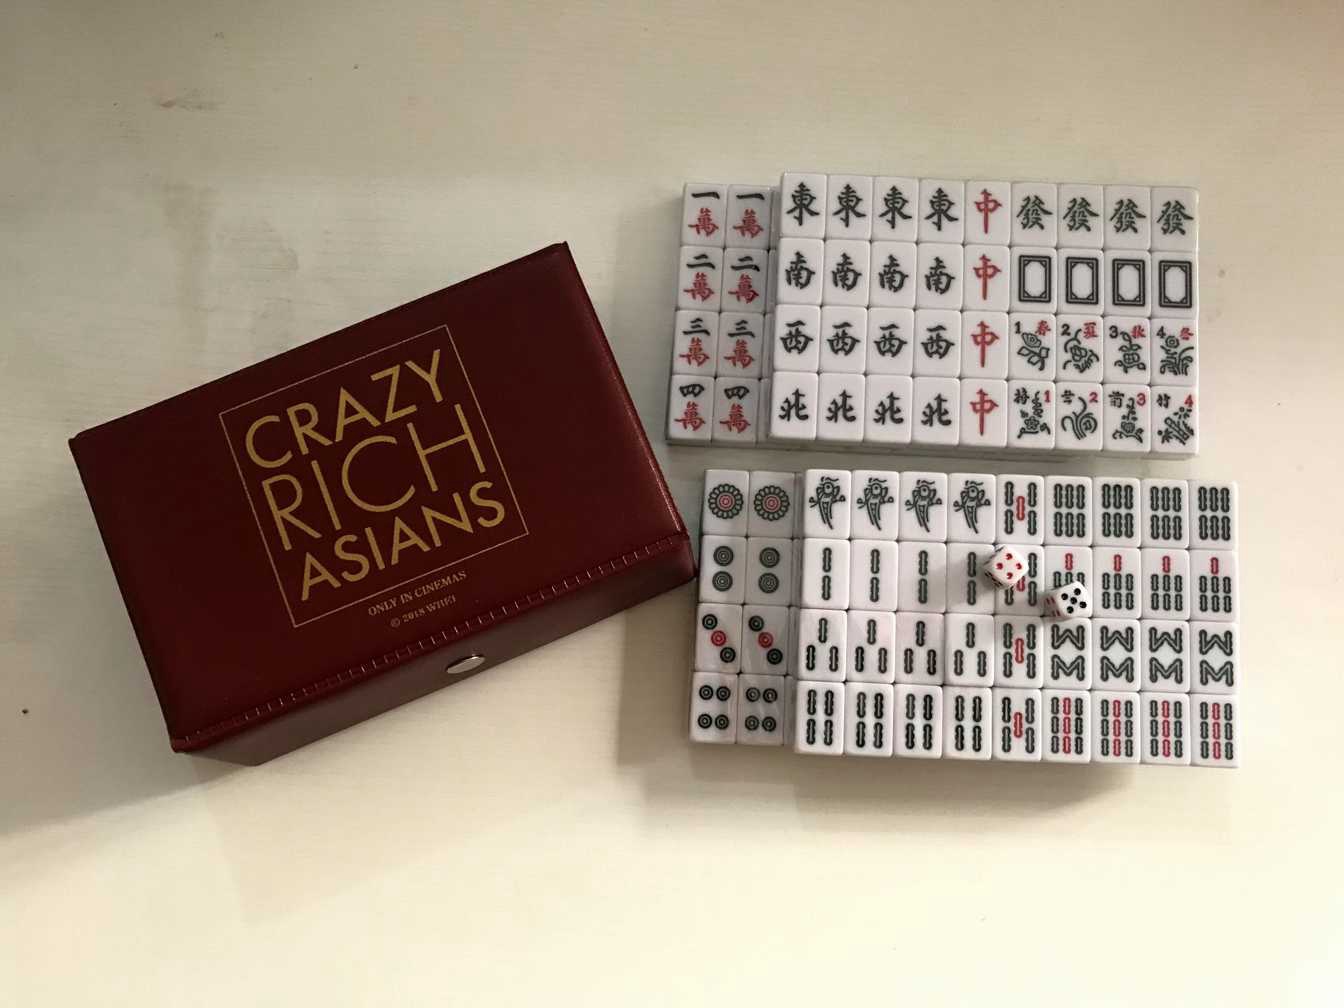 CRAZY
RICH
ASIANS
ONLY IN CINEMAS
© 2018 WBEI
一 一 東 東 東 東 中 發 發 發 發
萬 萬
二 二 南 南 南 南 中
萬 萬
三 三 西 西 西 西 中 1 春 2 夏 3 秋 4 冬
萬 萬
四 四 北 北 北 北 中 1 2 3 竹 4
萬 萬